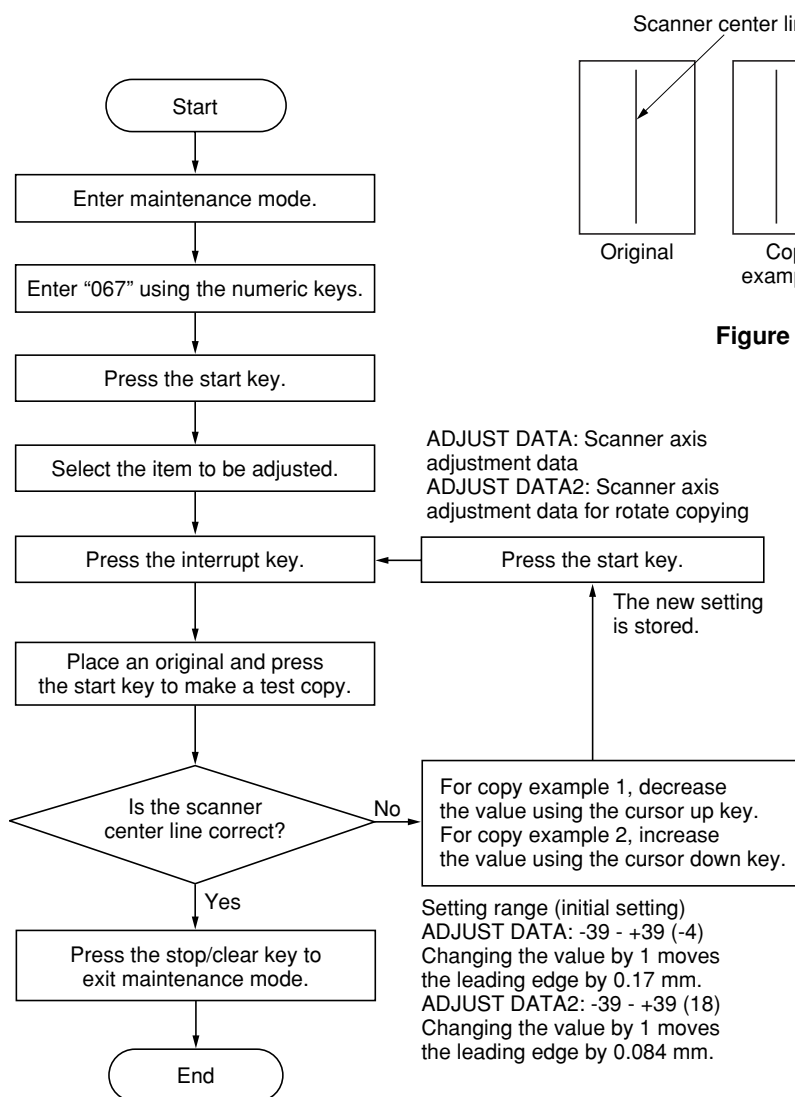 Scanner center
Original
Figure
Start
Enter maintenance mode.
Enter “067” using the numeric keys.
Press the start key.
Select the item to be adjusted.
Press the interrupt key.
Place an original and press
the start key to make a test copy.
Is the scanner
center line correct?
No
Yes
Press the stop/clear key to
exit maintenance mode.
End
ADJUST DATA: Scanner axis
adjustment data
ADJUST DATA2: Scanner axis
adjustment data for rotate copying
Press the start key.
The new setting
is stored.
For copy example 1, decrease
the value using the cursor up key.
For copy example 2, increase
the value using the cursor down key.
Setting range (initial setting)
ADJUST DATA: -39 - +39 (-4)
Changing the value by 1 moves
the leading edge by 0.17 mm.
ADJUST DATA2: -39 - +39 (18)
Changing the value by 1 moves
the leading edge by 0.084 mm.